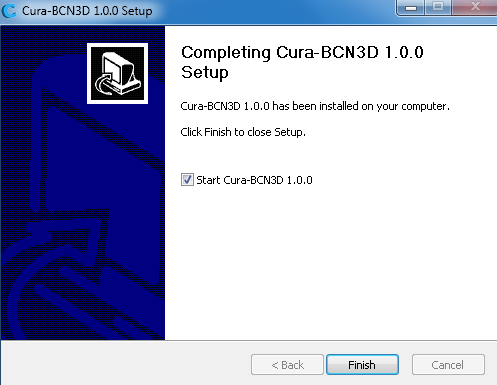 Cura-BCN3D 1.0.0 Setup
Completing Cura-BCN3D 1.0.0
Setup
Cura-BCN3D 1.0.0 has been installed on your computer.
Click Finish to close Setup.
Start Cura-BCN3D 1.0.0
< Back
Finish
Cancel